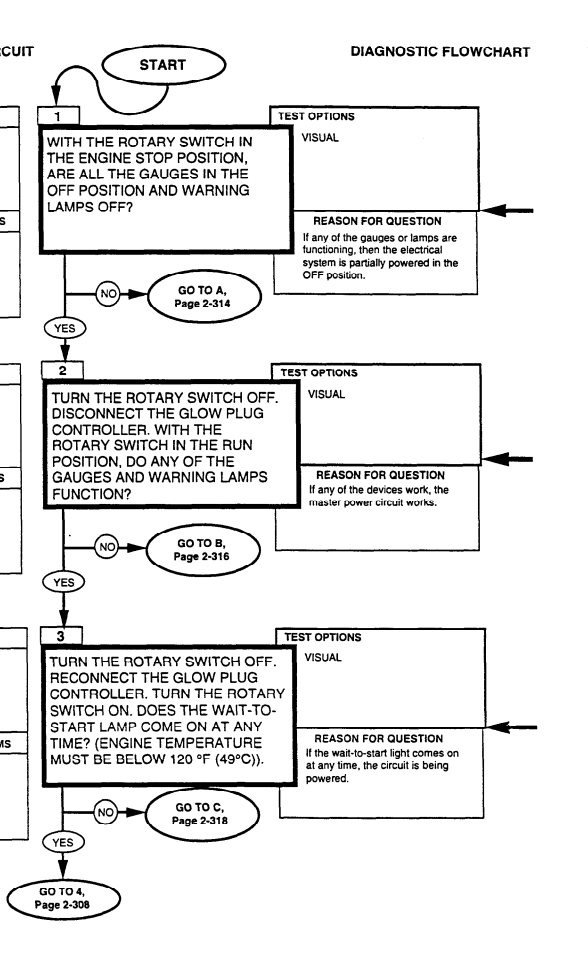 RCUIT
DIAGNOSTIC FLOWCHART
START
1
WITH THE ROTARY SWITCH IN
THE ENGINE STOP POSITION,
ARE ALL THE GAUGES IN THE
OFF POSITION AND WARNING
LAMPS OFF?
TEST OPTIONS
VISUAL
S
REASON FOR QUESTION
If any of the gauges or lamps are
functioning, then the electrical
system is partially powered in the
OFF position.
NO
GO TO A,
Page 2-314
YES
2
TURN THE ROTARY SWITCH OFF.
DISCONNECT THE GLOW PLUG
CONTROLLER. WITH THE
ROTARY SWITCH IN THE RUN
POSITION, DO ANY OF THE
GAUGES AND WARNING LAMPS
FUNCTION?
TEST OPTIONS
VISUAL
S
REASON FOR QUESTION
If any of the devices work, the
master power circuit works.
NO
GO TO B,
Page 2-316
YES
3
TURN THE ROTARY SWITCH OFF.
RECONNECT THE GLOW PLUG
CONTROLLER. TURN THE ROTARY
SWITCH ON. DOES THE WAIT-TO-
START LAMP COME ON AT ANY
TIME? (ENGINE TEMPERATURE
MUST BE BELOW 120 °F (49°C)).
TEST OPTIONS
VISUAL
MS
REASON FOR QUESTION
If the wait-to-start light comes on
at any time, the circuit is being
powered.
NO
GO TO C,
Page 2-318
YES
GO TO 4,
Page 2-308